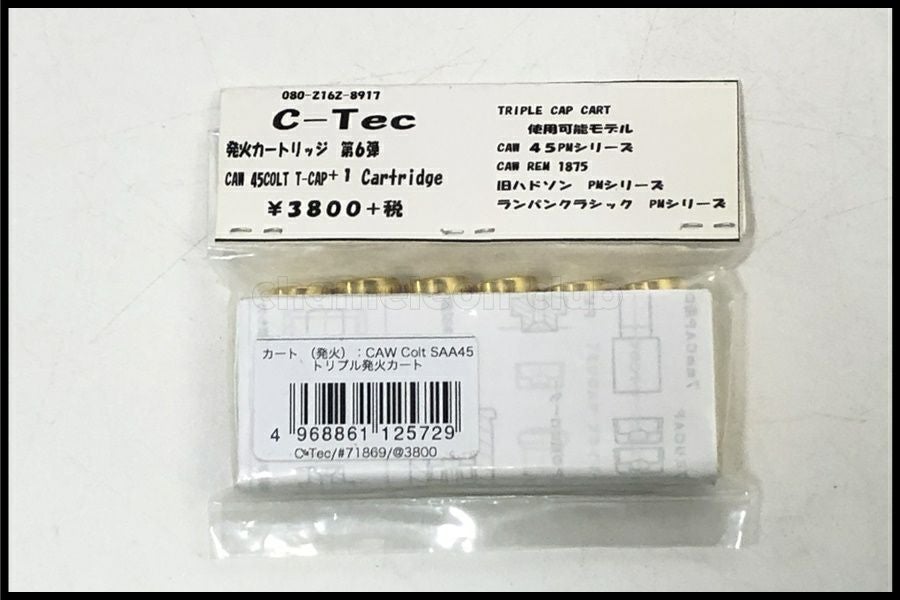 080-2162-8917
C-Tec
発火カートリッジ 第6弾
CAW 45COLT T-CAP+1 Cartridge
￥3800+税
TRIPLE CAP CART
使用可能モデル
CAW 45PMシリーズ
CAW REM 1875
旧ハドソン PMシリーズ
ランパンクラシック PMシリーズ
chameleon club
カート (発火) : CAW Colt SAA45
トリプル発火カート
4 968861 125729
C-Tec/#71869/@3800